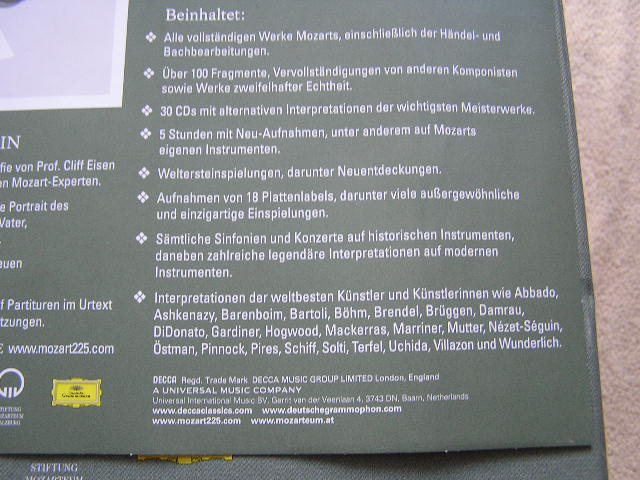 Beinhaltet:
❖ Alle vollständigen Werke Mozarts, einschließlich der Händel- und
Bachbearbeitungen.
❖ Über 100 Fragmente, Vervollständigungen von anderen Komponisten
sowie Werke zweifelhafter Echtheit.
❖ 30 CDs mit alternativen Interpretationen der wichtigsten Meisterwerke.
❖ 5 Stunden mit Neu-Aufnahmen, unter anderem auf Mozarts
eigenen Instrumenten.
❖ Weltersteinspielungen, darunter Neuentdeckungen.
❖ Aufnahmen von 18 Plattenlabels, darunter viele außergewöhnliche
und einzigartige Einspielungen.
❖ Sämtliche Sinfonien und Konzerte auf historischen Instrumenten,
daneben zahlreiche legendäre Interpretationen auf modernen
Instrumenten.
❖ Interpretationen der weltbesten Künstler und Künstlerinnen wie Abbado,
Ashkenazy, Barenboim, Bartoli, Böhm, Brendel, Brüggen, Damrau,
DiDonato, Gardiner, Hogwood, Mackerras, Marriner, Mutter, Nézet-Séguin,
Östman, Pinnock, Pires, Schiff, Solti, Terfel, Uchida, Villazon und Wunderlich.
DECCA Regd. Trade Mark DECCA MUSIC GROUP LIMITED London, England
A UNIVERSAL MUSIC COMPANY
Universal International Music BV, Gerrit van der Veenlaan 4, 3743 DN, Baarn, Netherlands
www.deccaclassics.com www.deutschegrammophon.com
www.mozart225.com www.mozarteum.at
IN
fie von Prof. Cliff Eisen
en Mozart-Experten.
e Portrait des
Vater,
euen
f Partituren im Urtext
tzungen.
E www.mozart225.com
STIFTUNG